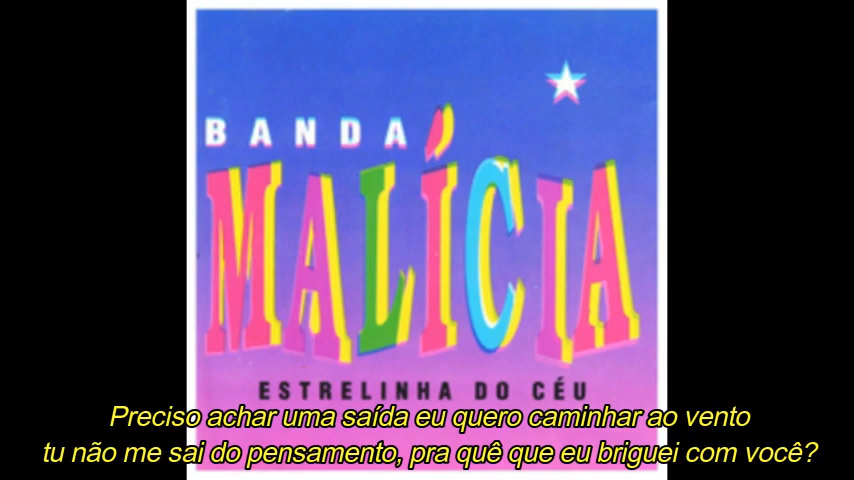 BANDA
MALÍCIA
ESTRELINHA DO CÉU
Preciso achar uma saída eu quero caminhar ao vento
tu não me sai do pensamento, pra quê que eu briguei com você?